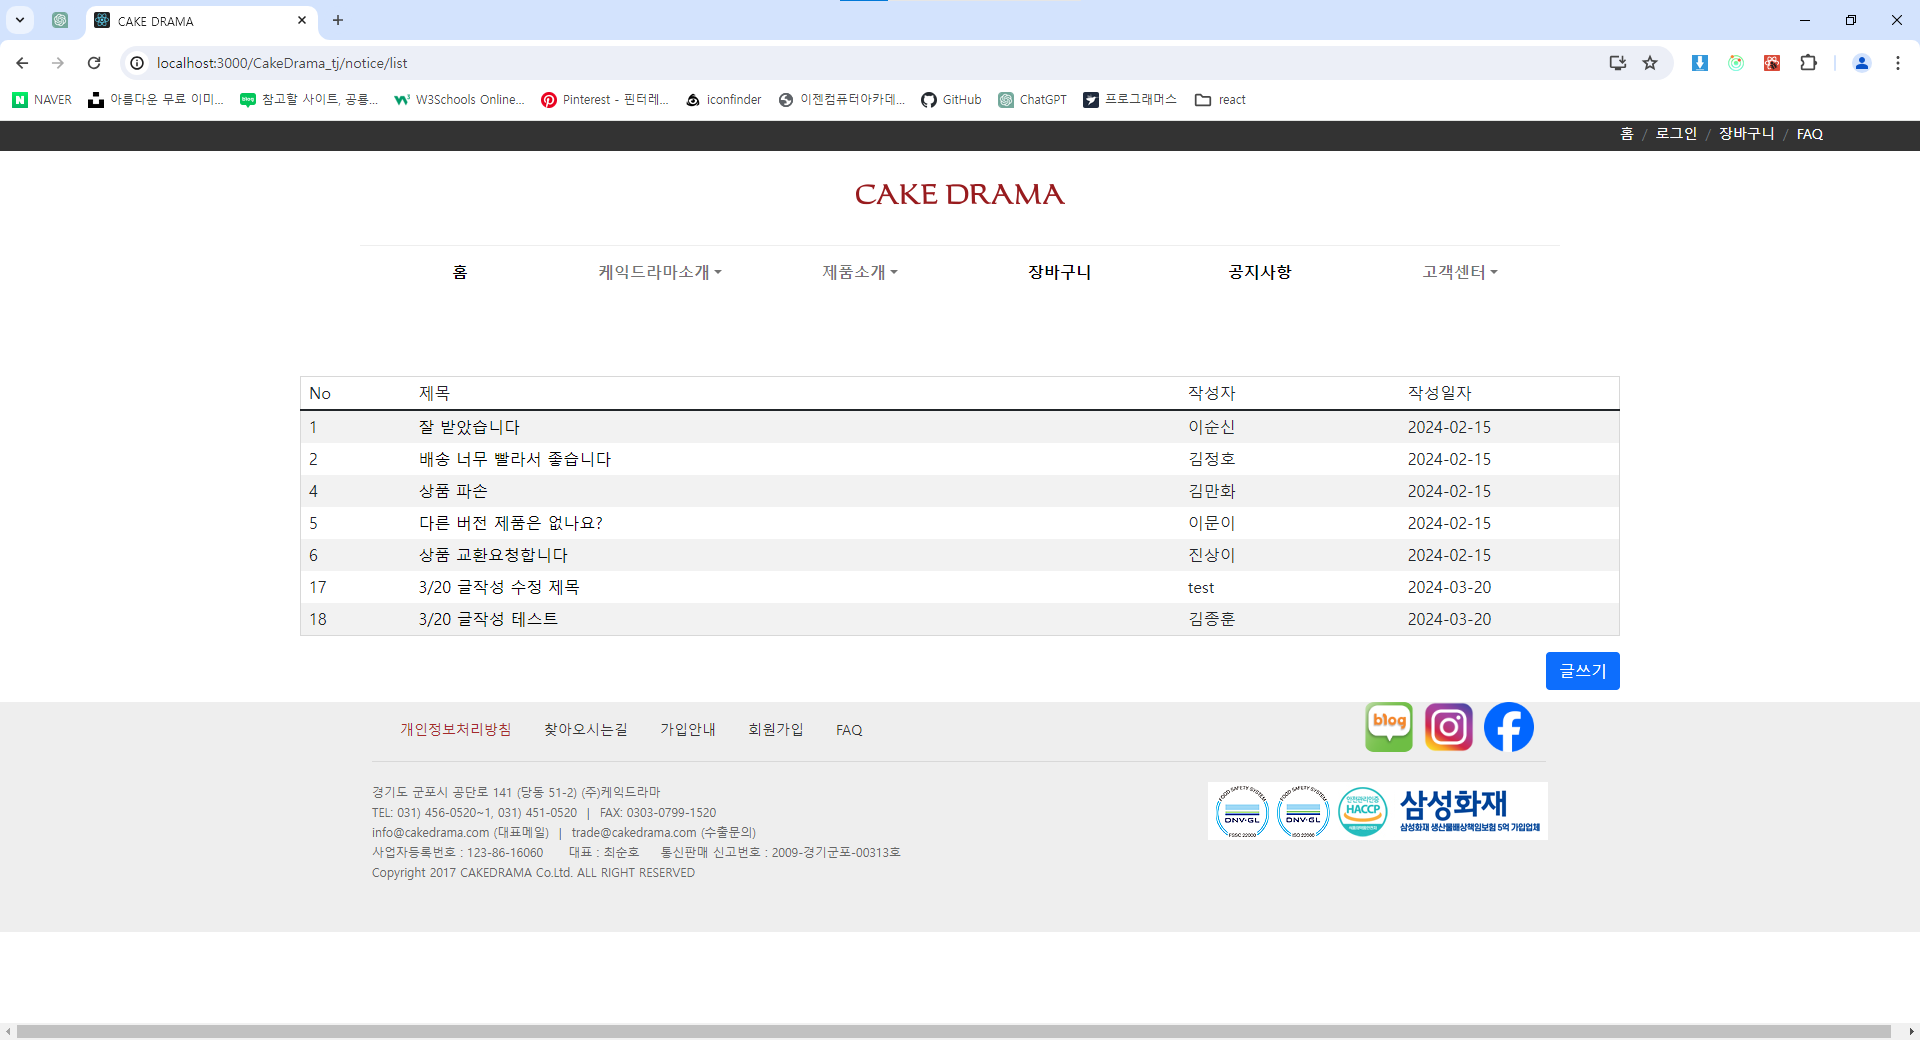 CAKE DRAMA
localhost:3000/CakeDrama_tj/notice/list
NAVER 아름다운 무료 이미... 참고할 사이트, 공룡... W3Schools Online... Pinterest - 핀터레... iconfinder 이젠컴퓨터아카데... GitHub ChatGPT 프로그래머스 react
홈 / 로그인 / 장바구니 / FAQ
CAKE DRAMA
홈 케익드라마소개 제품소개 장바구니 공지사항 고객센터
No 제목 작성자 작성일자
1 잘 받았습니다 이순신 2024-02-15
2 배송 너무 빨라서 좋습니다 김정호 2024-02-15
4 상품 파손 김만화 2024-02-15
5 다른 버전 제품은 없나요? 이문이 2024-02-15
6 상품 교환요청합니다 진상이 2024-02-15
17 3/20 글작성 수정 제목 test 2024-03-20
18 3/20 글작성 테스트 김종훈 2024-03-20
글쓰기
개인정보처리방침 찾아오시는길 가입안내 회원가입 FAQ
blog
경기도 군포시 공단로 141 (당동 51-2) (주)케익드라마
TEL: 031) 456-0520~1, 031) 451-0520 | FAX: 0303-0799-1520
info@cakedrama.com (대표메일) | trade@cakedrama.com (수출문의)
사업자등록번호 : 123-86-16060 대표 : 최순호 통신판매 신고번호 : 2009-경기군포-00313호
Copyright 2017 CAKEDRAMA Co.Ltd. ALL RIGHT RESERVED
FOOD SAFETY SYSTEM
DNV·GL
FSSC 22000
FOOD SAFETY SYSTEM
DNV·GL
ISO 22000
안전관리인증
HACCP
삼성화재
삼성화재 생산물배상책임보험 5억 가입업체